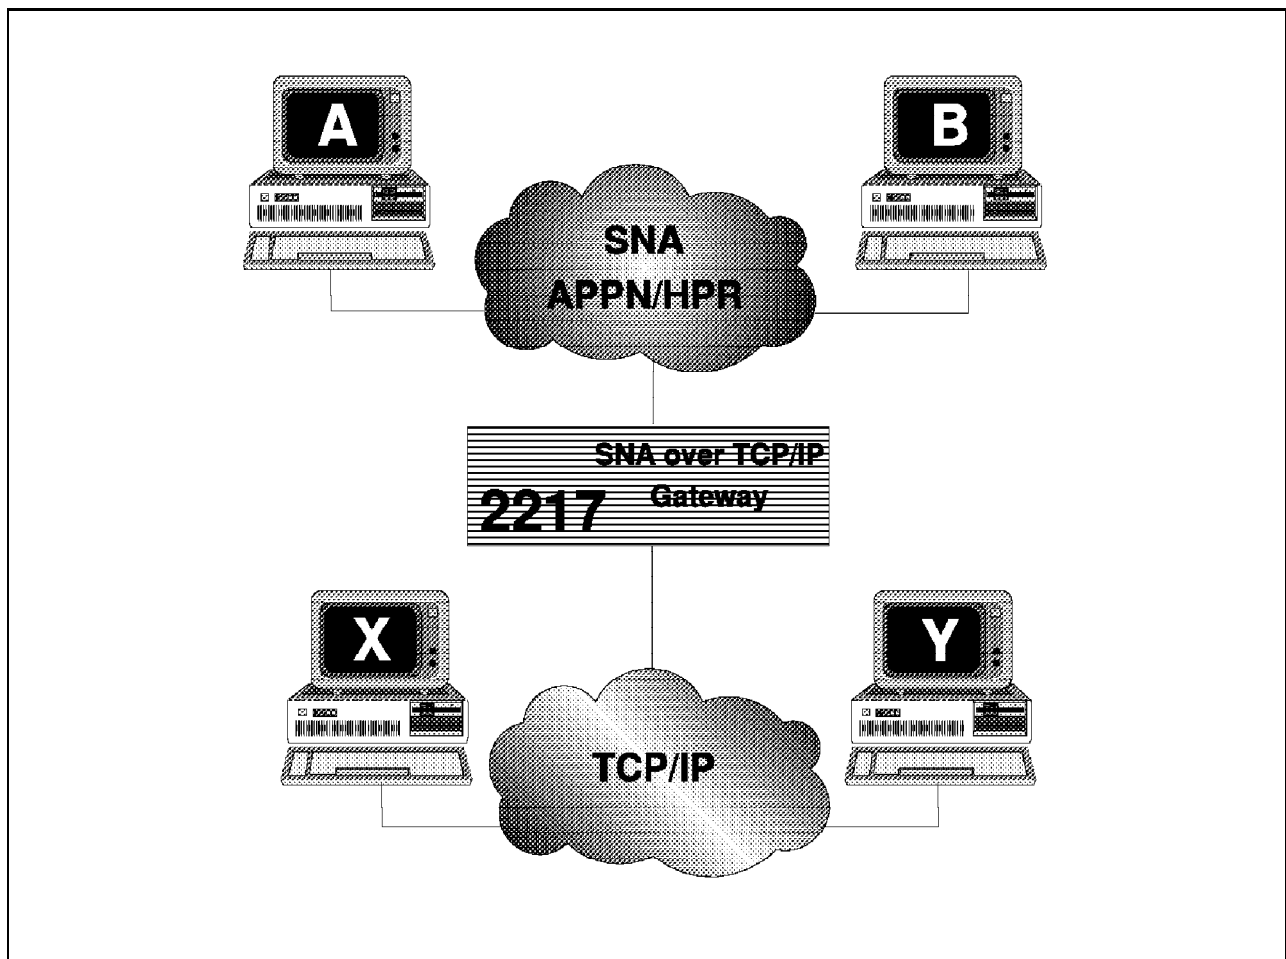 A
B
SNA
APPN/HPR
SNA over TCP/IP
Gateway
2217
X
Y
TCP/IP